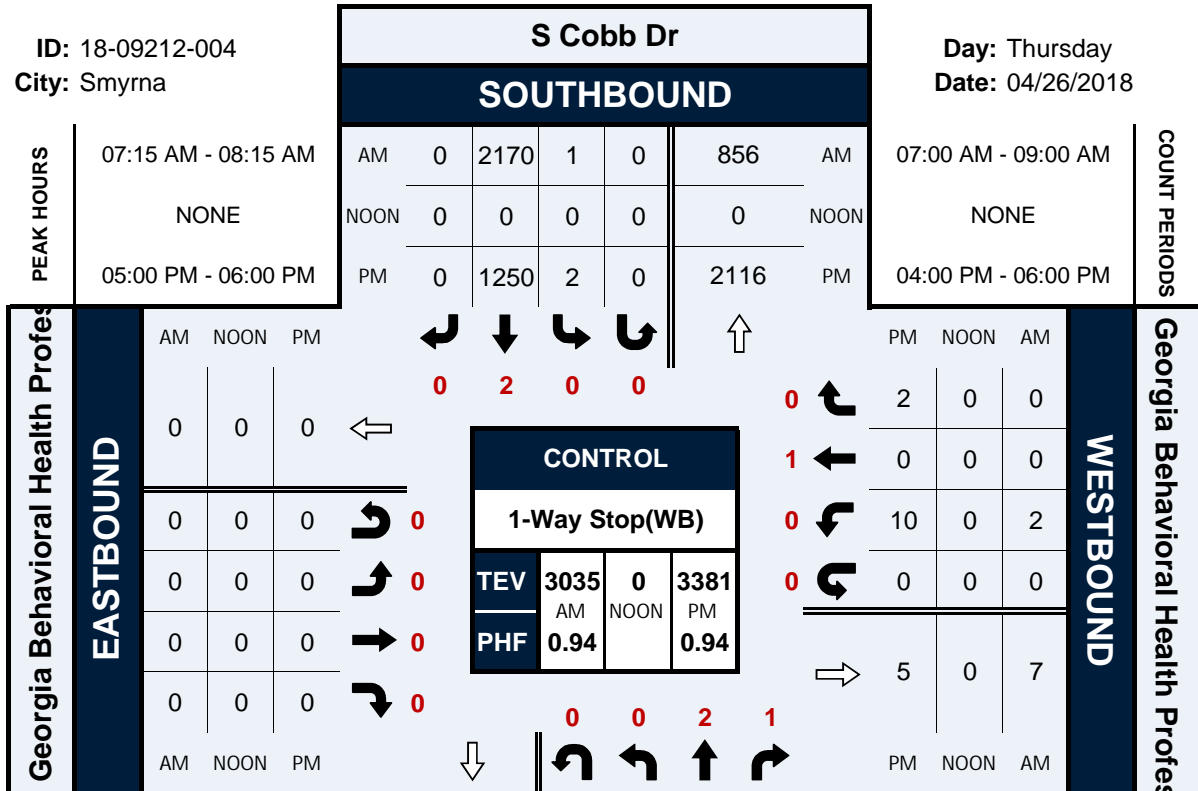 ID: 18-09212-004
City: Smyrna
S Cobb Dr
SOUTHBOUND
Day: Thursday
Date: 04/26/2018
PEAK HOURS
07:15 AM - 08:15 AM
NONE
05:00 PM - 06:00 PM
AM 0 2170 1 0 856 AM
NOON 0 0 0 0 0 NOON
PM 0 1250 2 0 2116 PM
07:00 AM - 09:00 AM
NONE
04:00 PM - 06:00 PM
COUNT PERIODS
Georgia Behavioral Health Profes
EASTBOUND
AM NOON PM
0 0 0
0 0 0 0
0 0 0 0
0 0 0 0
0 0 0 0
AM NOON PM
0 2 0 0
CONTROL
1-Way Stop(WB)
TEV 3035 0 3381
AM NOON PM
PHF 0.94 0.94
0 0 2 1
PM NOON AM
0 2 0 0
1 0 0 0
0 10 0 2
0 0 0 0
5 0 7
PM NOON AM
WESTBOUND
Georgia Behavioral Health Profes